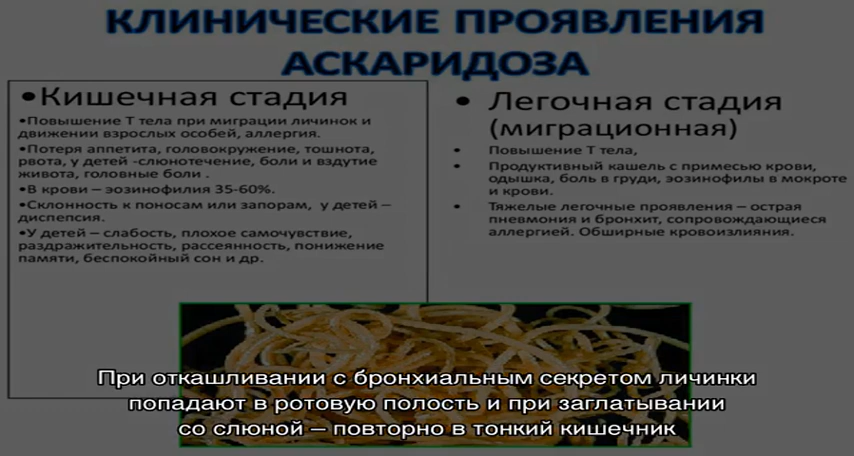 КЛИНИЧЕСКИЕ ПРОЯВЛЕНИЯ
АСКАРИДОЗА
•Кишечная стадия
•Повышение Т тела при миграции личинок и
движении взрослых особей, аллергия.
•Потеря аппетита, головокружение, тошнота,
рвота, у детей -слюнотечение, боли и вздутие
живота, головные боли .
•В крови – эозинофилия 35-60%.
•Склонность к поносам или запорам, у детей –
диспепсия.
•У детей – слабость, плохое самочувствие,
раздражительность, рассеянность, понижение
памяти, беспокойный сон и др.
• Легочная стадия
(миграционная)
• Повышение Т тела,
• Продуктивный кашель с примесью крови,
одышка, боль в груди, эозинофилы в мокроте
и крови.
• Тяжелые легочные проявления – острая
пневмония и бронхит, сопровождающиеся
аллергией. Обширные кровоизлияния.
При откашливании с бронхиальным секретом личинки
попадают в ротовую полость и при заглатывании
со слюной – повторно в тонкий кишечник